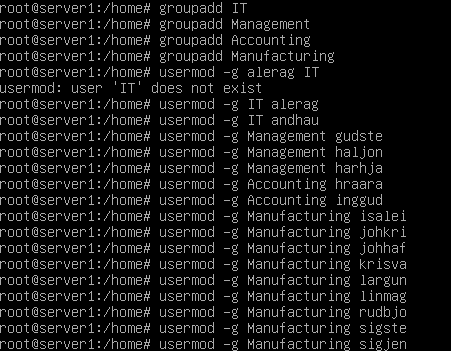 root@server1:/home# groupadd IT
root@server1:/home# groupadd Management
root@server1:/home# groupadd Accounting
root@server1:/home# groupadd Manufacturing
root@server1:/home# usermod -g alerag IT
usermod: user 'IT' does not exist
root@server1:/home# usermod -g IT alerag
root@server1:/home# usermod -g IT andhau
root@server1:/home# usermod -g Management gudste
root@server1:/home# usermod -g Management haljon
root@server1:/home# usermod -g Management harhja
root@server1:/home# usermod -g Accounting hraara
root@server1:/home# usermod -g Accounting inggud
root@server1:/home# usermod -g Manufacturing isalei
root@server1:/home# usermod -g Manufacturing johkri
root@server1:/home# usermod -g Manufacturing johhaf
root@server1:/home# usermod -g Manufacturing krisva
root@server1:/home# usermod -g Manufacturing largun
root@server1:/home# usermod -g Manufacturing linmag
root@server1:/home# usermod -g Manufacturing rudbjo
root@server1:/home# usermod -g Manufacturing sigste
root@server1:/home# usermod -g Manufacturing sigjen